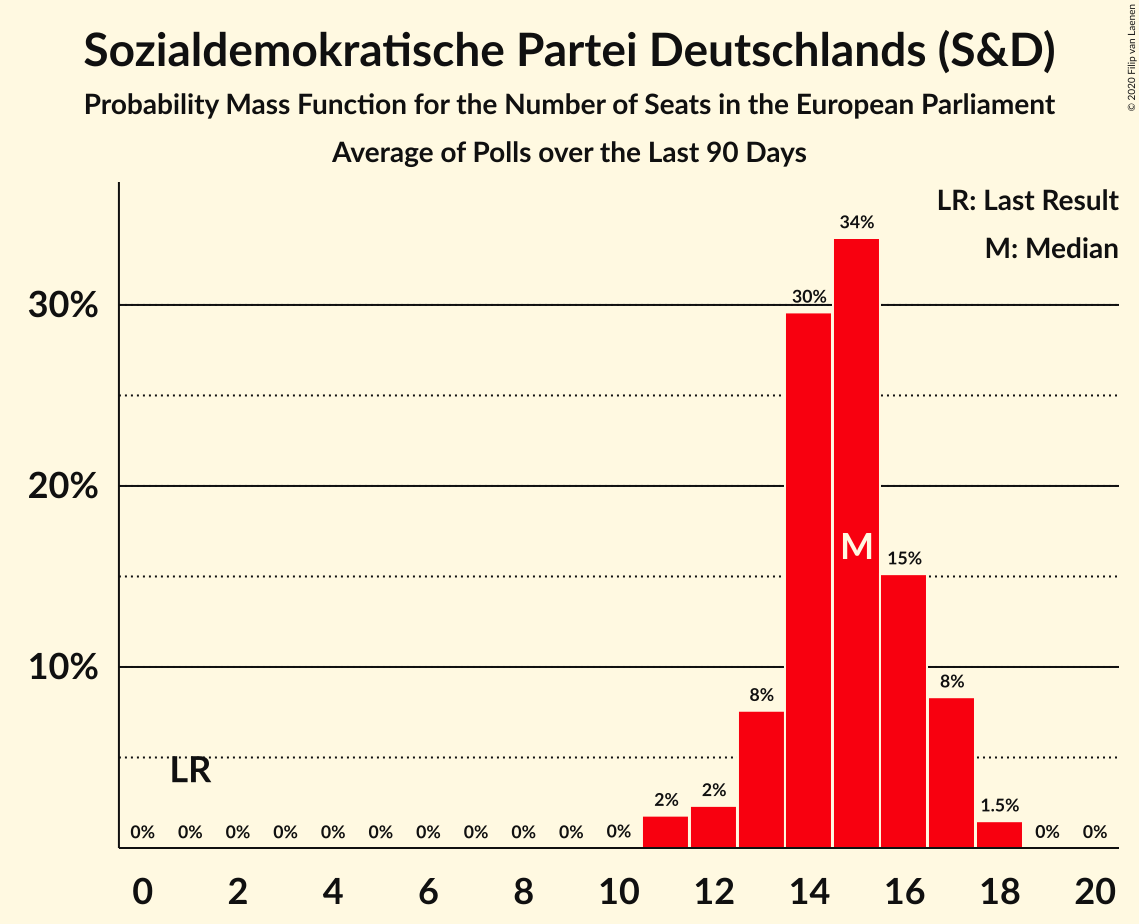 Sozialdemokratische Partei Deutschlands (S&D)
Probability Mass Function for the Number of Seats in the European Parliament
Average of Polls over the Last 90 Days
© 2020 Filip van Laenen
LR: Last Result
M: Median
34%
30%
30%
20%
M
15%
10%
8%
8%
LR
2%
2%
1.5%
0% 0% 0% 0% 0% 0% 0% 0% 0% 0% 0% 0% 0%
0 2 4 6 8 10 12 14 16 18 20